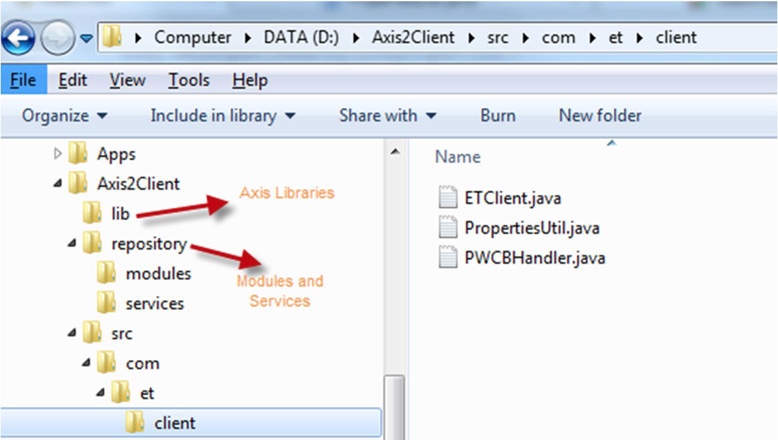 Computer DATA (D:) Axis2Client src com et client
File Edit View Tools Help
Organize Include in library Share with Burn New folder
Apps
Axis2Client
lib
Axis Libraries
repository
modules
Modules and
Services
services
src
com
et
client
Name
ETClient.java
PropertiesUtil.java
PWCBHandler.java